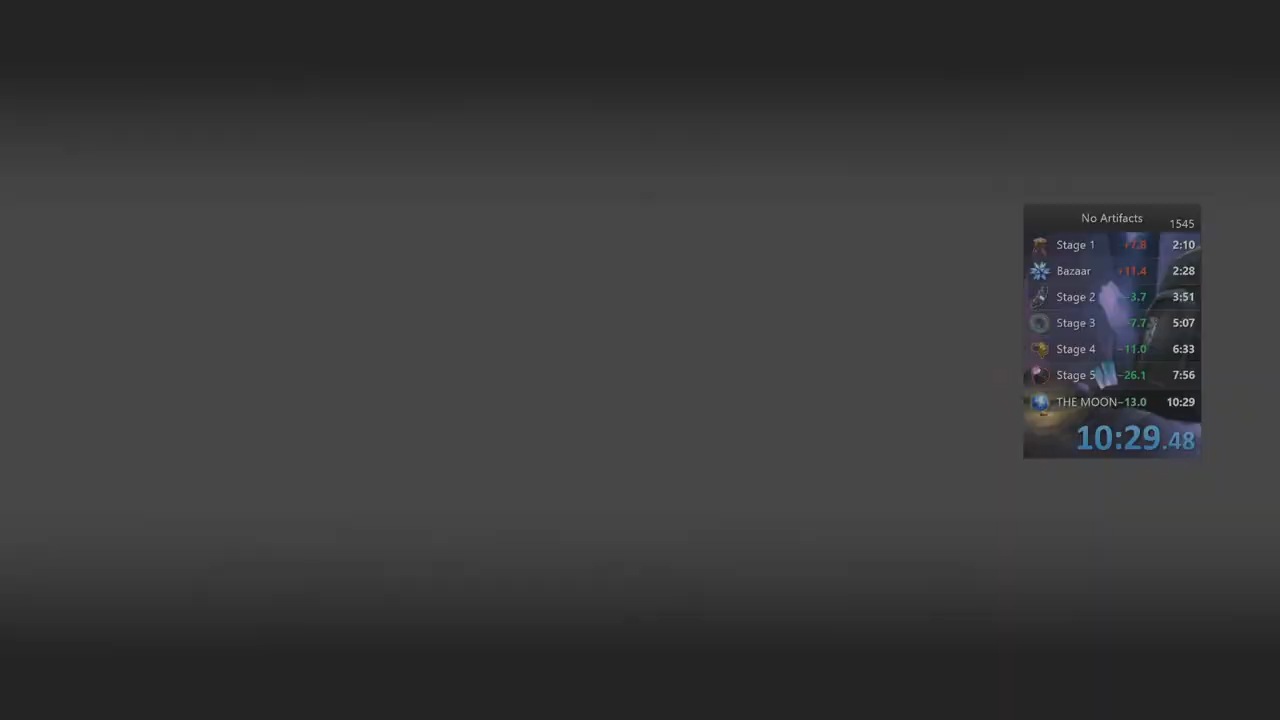 No Artifacts 1545
Stage 1 +7.8 2:10
Bazaar +11.4 2:28
Stage 2 −3.7 3:51
Stage 3 −7.7 5:07
Stage 4 −11.0 6:33
Stage 5 −26.1 7:56
THE MOON −13.0 10:29
10:29.48